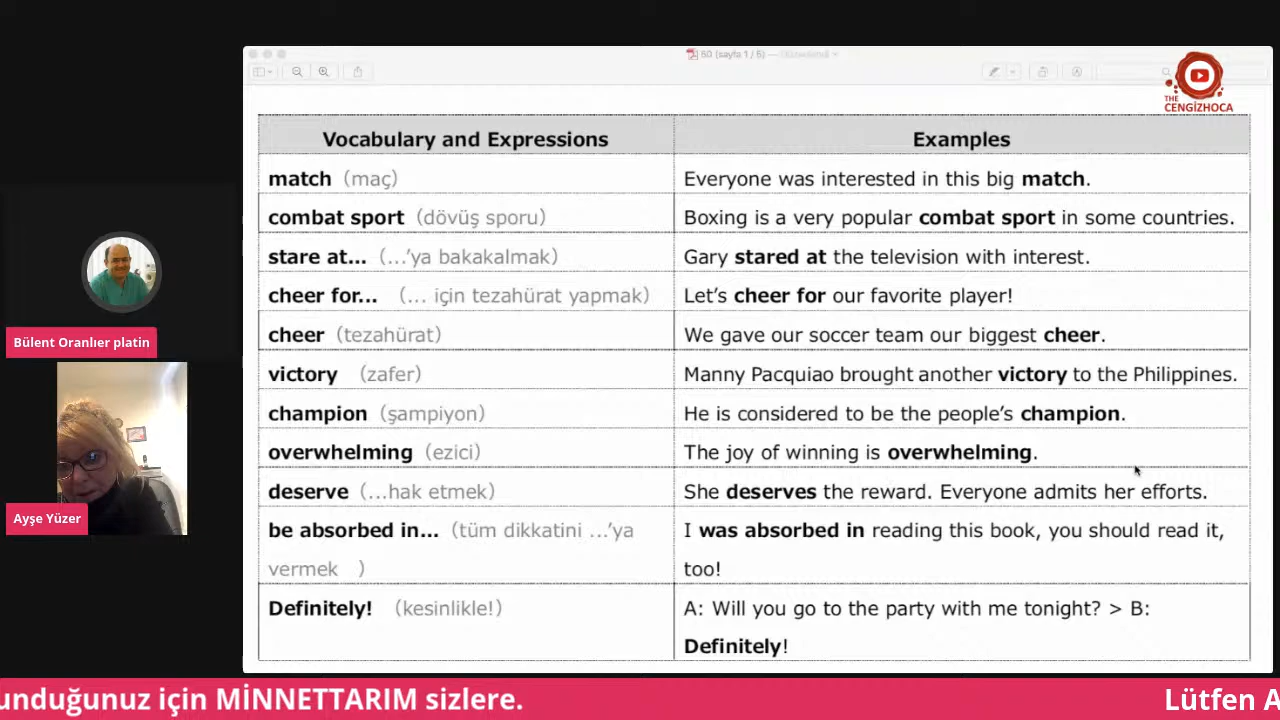 50 (sayfa 1 / 5)
THE
CENGİZHOCA
Vocabulary and Expressions Examples
match (maç) Everyone was interested in this big match.
combat sport (dövüş sporu) Boxing is a very popular combat sport in some countries.
stare at... (...'ya bakakalmak) Gary stared at the television with interest.
cheer for... (... için tezahürat yapmak) Let's cheer for our favorite player!
cheer (tezahürat) We gave our soccer team our biggest cheer.
victory (zafer) Manny Pacquiao brought another victory to the Philippines.
champion (şampiyon) He is considered to be the people's champion.
overwhelming (ezici) The joy of winning is overwhelming.
deserve (...hak etmek) She deserves the reward. Everyone admits her efforts.
be absorbed in... (tüm dikkatini ...'ya I was absorbed in reading this book, you should read it,
vermek ) too!
Definitely! (kesinlikle!) A: Will you go to the party with me tonight? > B:
Definitely!
Bülent Oranlıer platin
Ayşe Yüzer
unduğunuz için MİNNETTARIM sizlere. Lütfen A